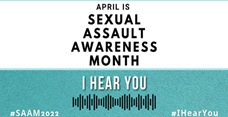 APRIL IS
SEXUAL
ASSAULT
AWARENESS
MONTH
I HEAR YOU
#SAAM2022 #IHearYou